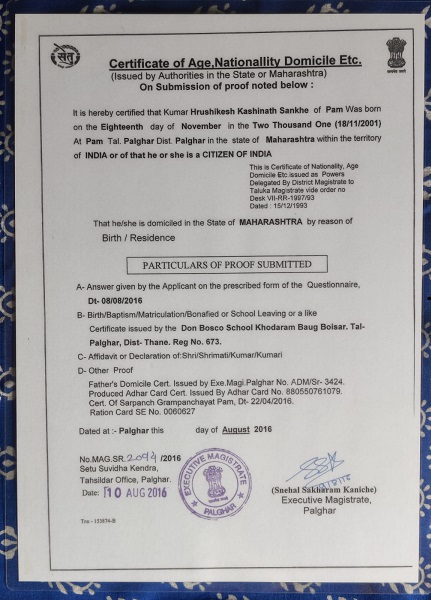 सेतु
Certificate of Age,Nationallity Domicile Etc.
(Issued by Authorities in the State or Maharashtra)
On Submission of proof noted below :
It is hereby certified that Kumar Hrushikesh Kashinath Sankhe of Pam Was born
on the Eighteenth day of November in the Two Thousand One (18/11/2001)
At Pam Tal. Palghar Dist. Palghar in the state of Maharashtra within the territory
of INDIA or of that he or she is a CITIZEN OF INDIA
This is Certificate of Nationality, Age
Domicile Etc issued as Powers
Delegated By District Magistrate to
Taluka Magistrate vide order no
Desk VII-RR-1997/93
Dated : 15/12/1993
That he/she is domiciled in the State of MAHARASHTRA by reason of
Birth / Residence
PARTICULARS OF PROOF SUBMITTED
A- Answer given by the Applicant on the prescribed form of the Questionnaire,
Dt- 08/08/2016
B- Birth/Baptism/Matriculation/Bonafied or School Leaving or a like
Certificate issued by the Don Bosco School Khodaram Baug Boisar. Tal-
Palghar, Dist- Thane. Reg No. 673.
C- Affidavit or Declaration of:Shri/Shrimati/Kumar/Kumari
D- Other Proof
Father's Domicile Cert. Issued by Exe.Magi.Palghar No. ADM/Sr- 3424.
Produced Adhar Card Cert. Issued By Adhar Card No. 880550761079.
Cert. Of Sarpanch Grampanchayat Pam, Dt- 22/04/2016.
Ration Card SE No. 0060627
Dated at :- Palghar this day of August 2016
No.MAG.SR.2094/2016
Setu Suvidha Kendra,
Tahsildar Office, Palghar.
Date: 10 AUG 2016
EXECUTIVE MAGISTRATE
PALGHAR
(Snehal Sakharam Kaniche)
Executive Magistrate,
Palghar
Tns - 153874-B